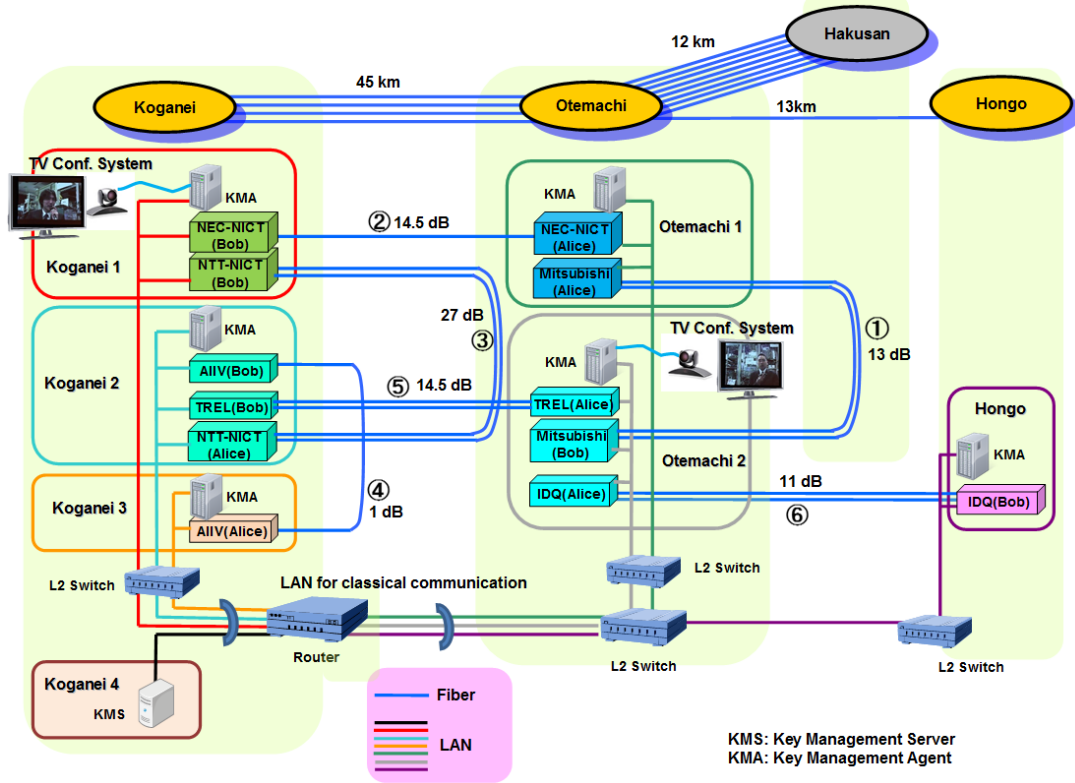 Hakusan
12 km
45 km
Koganei
Otemachi
13km
Hongo
TV Conf. System
KMA
NEC-NICT
(Bob)
NTT-NICT
(Bob)
Koganei 1
② 14.5 dB
KMA
NEC-NICT
(Alice)
Mitsubishi
(Alice)
Otemachi 1
27 dB
③
①
13 dB
KMA
Koganei 2
AIIV(Bob)
TREL(Bob)
NTT-NICT
(Alice)
⑤ 14.5 dB
TV Conf. System
KMA
TREL(Alice)
Mitsubishi
(Bob)
IDQ(Alice)
Otemachi 2
Hongo
KMA
IDQ(Bob)
11 dB
⑥
④
1 dB
KMA
Koganei 3
AIIV(Alice)
L2 Switch
LAN for classical communication
Router
L2 Switch
L2 Switch
L2 Switch
Koganei 4
KMS
Fiber
LAN
KMS: Key Management Server
KMA: Key Management Agent